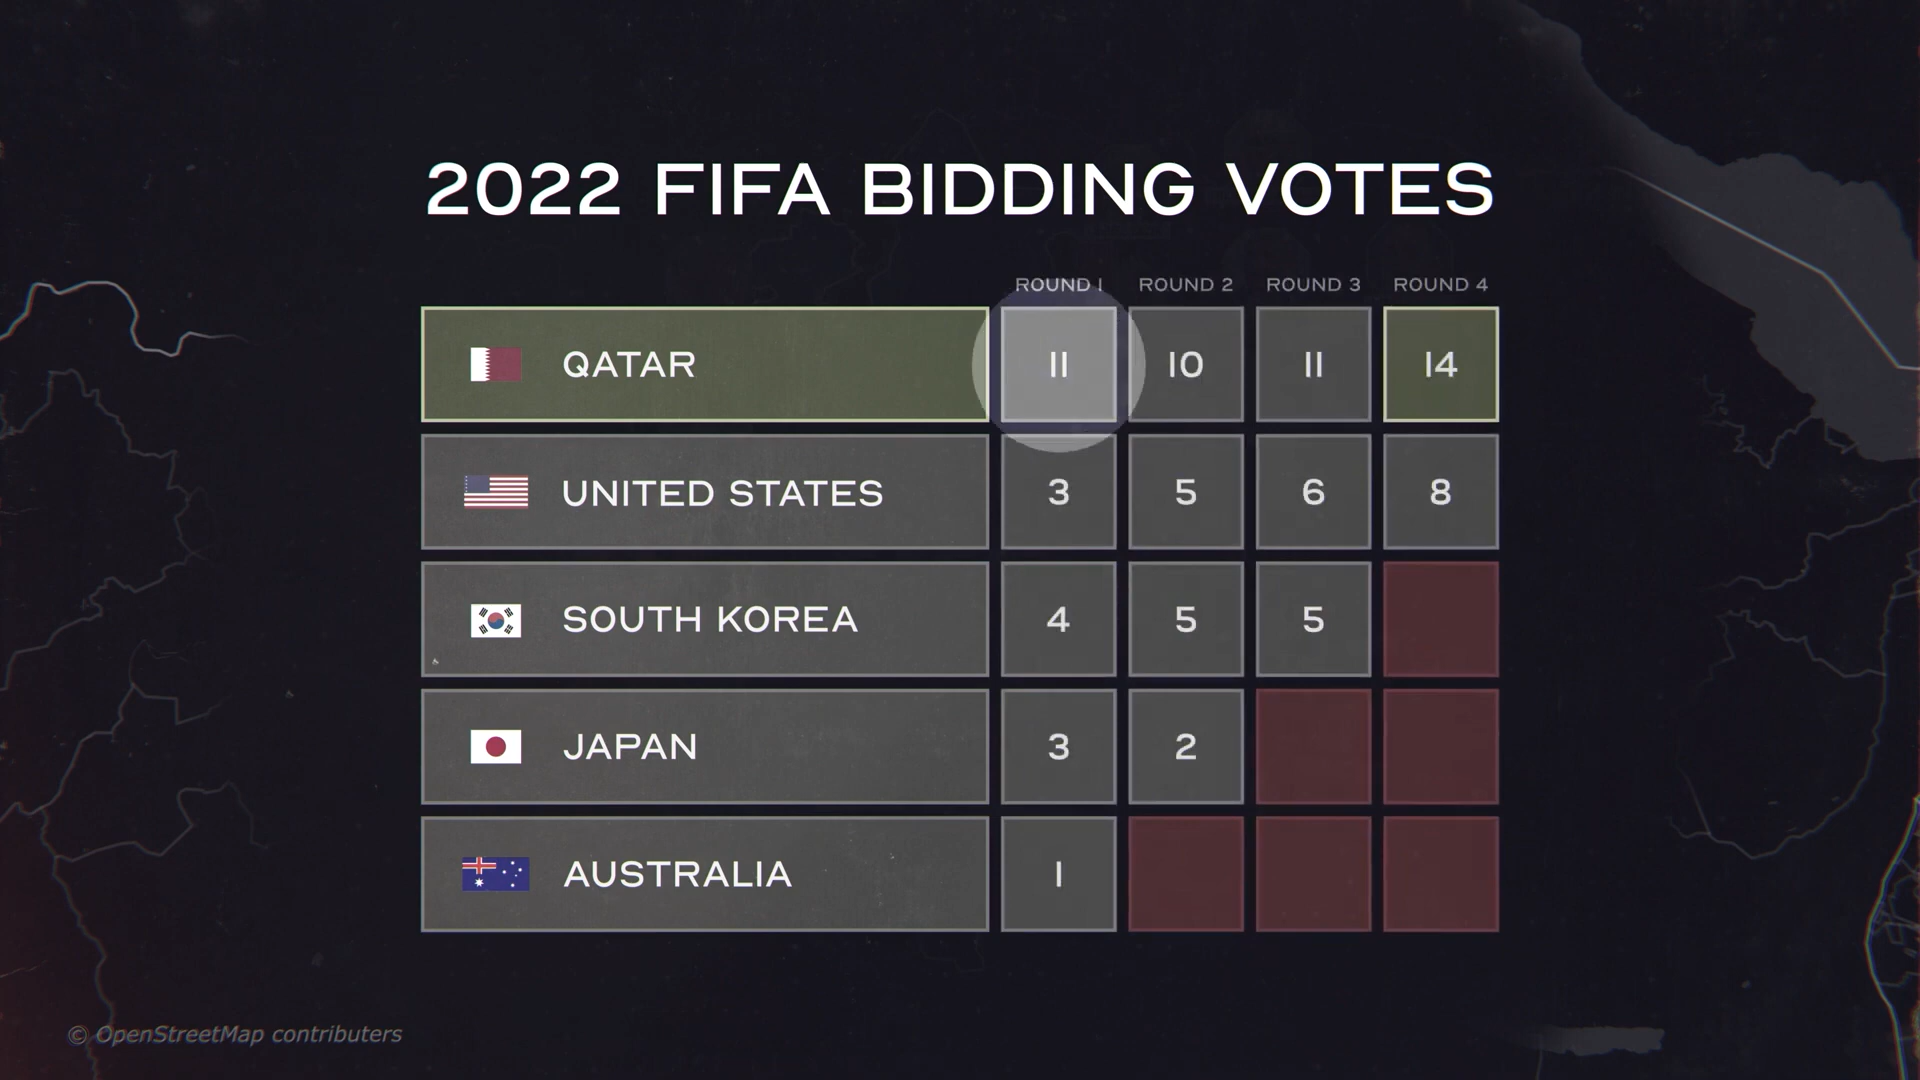 2022 FIFA BIDDING VOTES
ROUND 1 ROUND 2 ROUND 3 ROUND 4
QATAR 11 10 11 14
UNITED STATES 3 5 6 8
SOUTH KOREA 4 5 5
JAPAN 3 2
AUSTRALIA 1
© OpenStreetMap contributers